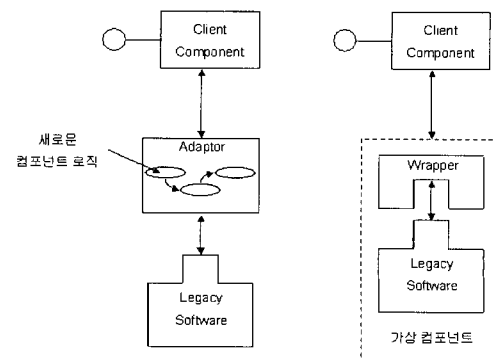 Client
Component
새로운
컴포넌트 로직
Adaptor
Legacy
Software
Client
Component
Wrapper
Legacy
Software
가상 컴포넌트